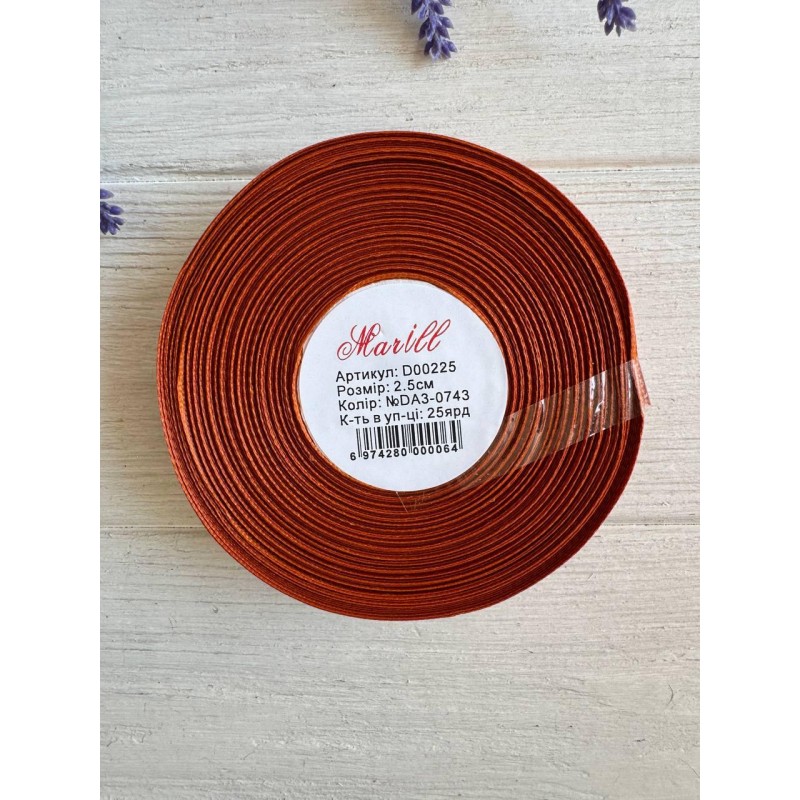 Marill
Артикул: D00225
Розмір: 2.5см
Колір: №DA3-0743
К-ть в уп-ці: 25ярд
6 974280 000064